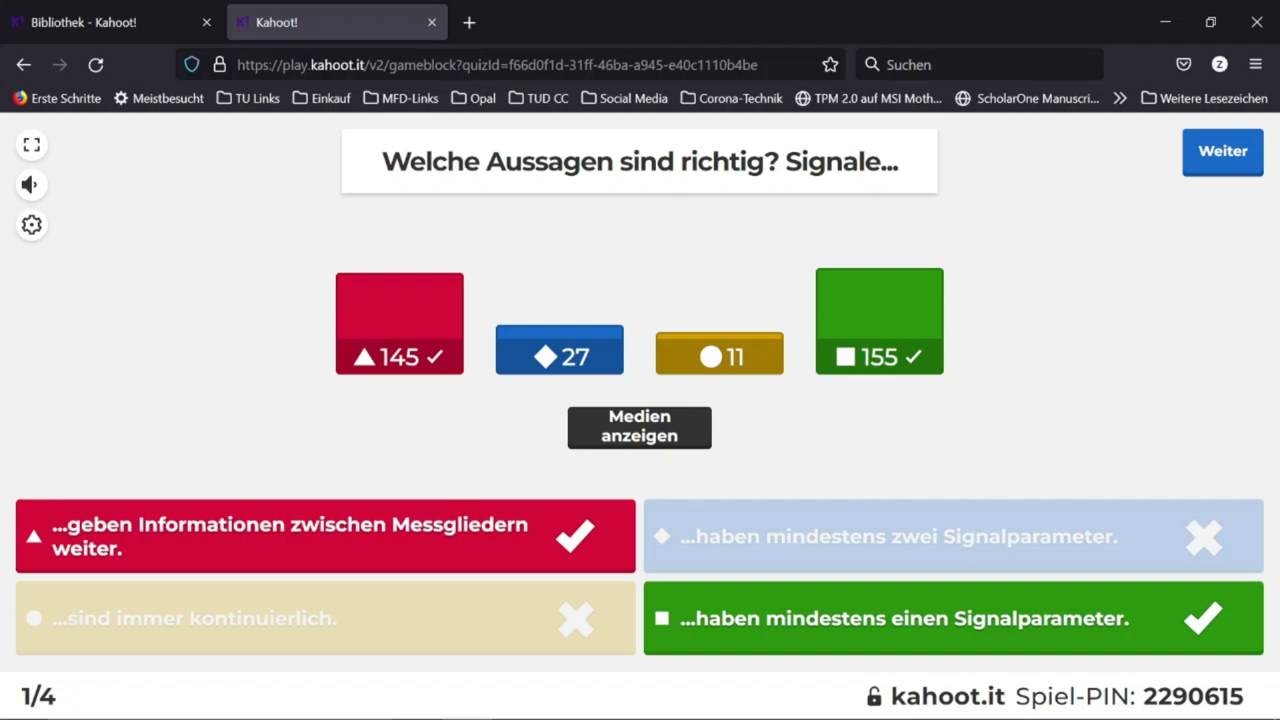 Bibliothek - Kahoot!
Kahoot!
https://play.kahoot.it/v2/gameblock?quizId=f66d0f1d-31ff-46ba-a945-e40c1110b4be
Suchen
Z
Erste Schritte
Meistbesucht
TU Links
Einkauf
MFD-Links
Opal
TUD CC
Social Media
Corona-Technik
TPM 2.0 auf MSI Moth...
ScholarOne Manuscri...
Weitere Lesezeichen
Welche Aussagen sind richtig? Signale...
Weiter
145
27
11
155
Medien
anzeigen
...geben Informationen zwischen Messgliedern
weiter.
...haben mindestens zwei Signalparameter.
...sind immer kontinuierlich.
...haben mindestens einen Signalparameter.
1/4
kahoot.it Spiel-PIN: 2290615